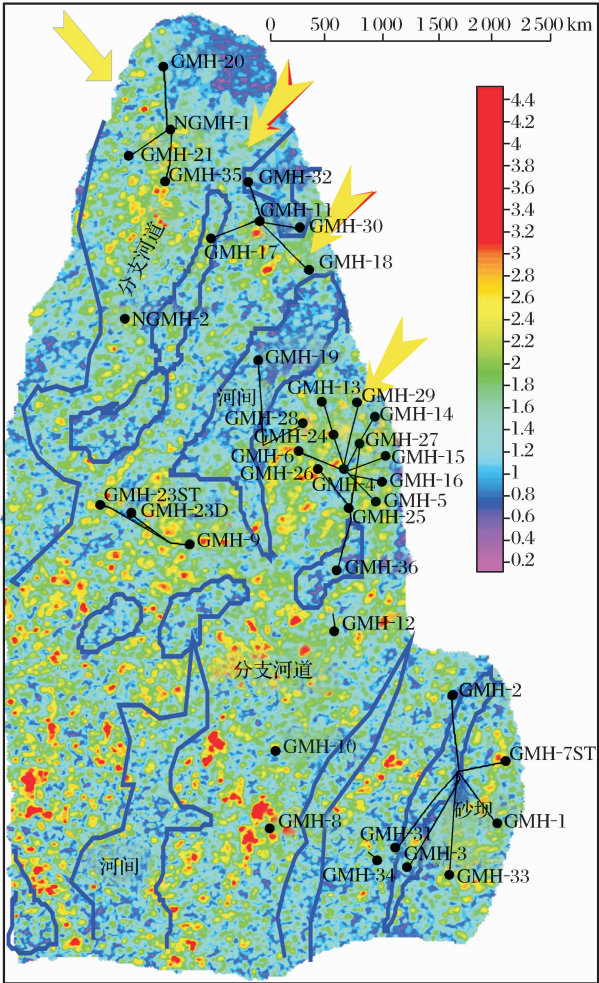 0 500 1 000 1 500 2 000 2 500 km
GMH-20
NGMH-1
GMH-21
GMH-35
GMH-32
GMH-11
GMH-30
GMH-17
GMH-18
分支河道
NGMH-2
GMH-19
GMH-13
GMH-29
河间
GMH-28
GMH-14
GMH-24
GMH-27
GMH-6
GMH-15
GMH-26
GMH-4
GMH-16
GMH-5
GMH-25
GMH-23ST
GMH-23D
GMH-9
GMH-36
GMH-12
分支河道
GMH-2
GMH-10
GMH-7ST
砂坝
GMH-1
GMH-8
GMH-31
GMH-3
河间
GMH-34
GMH-33
4.4
4
3.8
3.6
3.4
3.2
3
2.8
2.6
2.4
2.2
2
1.8
1.6
1.4
1.2
1
0.8
0.6
0.4
0.2